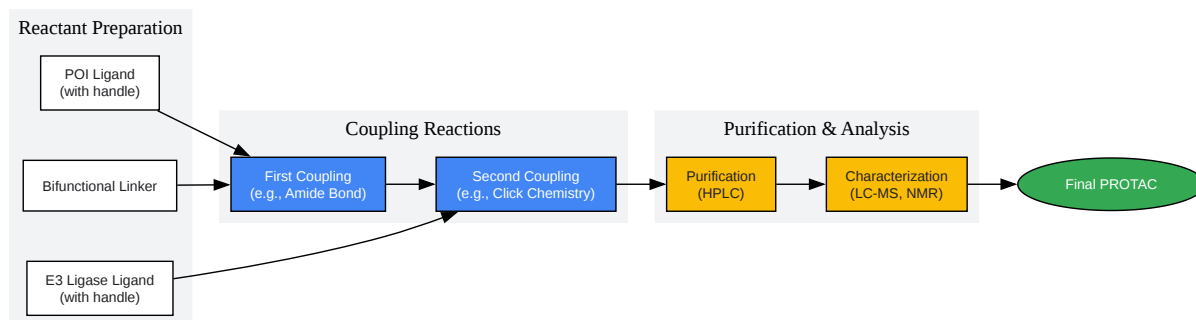 Reactant Preparation
POI Ligand
(with handle)
Bifunctional Linker
E3 Ligase Ligand
(with handle)
Coupling Reactions
First Coupling
(e.g., Amide Bond)
Second Coupling
(e.g., Click Chemistry)
Purification & Analysis
Purification
(HPLC)
Characterization
(LC-MS, NMR)
Final PROTAC